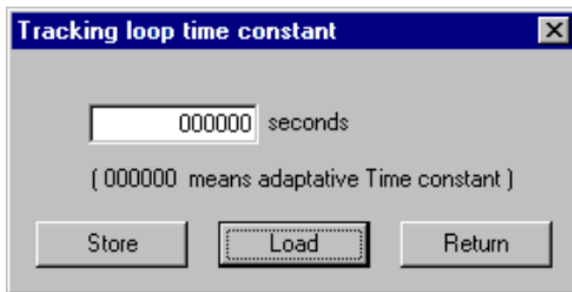 Tracking loop time constant
000000 seconds
( 000000 means adaptative Time constant )
Store Load Return